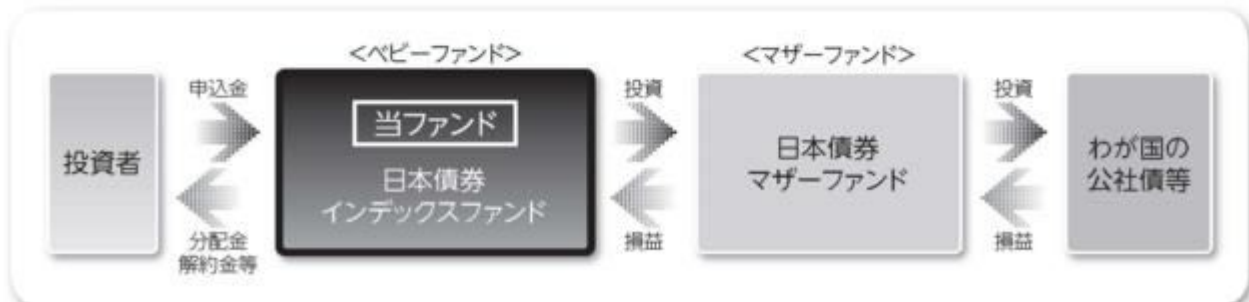 <ベビーファンド>
<マザーファンド>
申込金
投資
投資
投資者
当ファンド
日本債券
インデックスファンド
日本債券
マザーファンド
わが国の
公社債等
分配金
解約金等
損益
損益